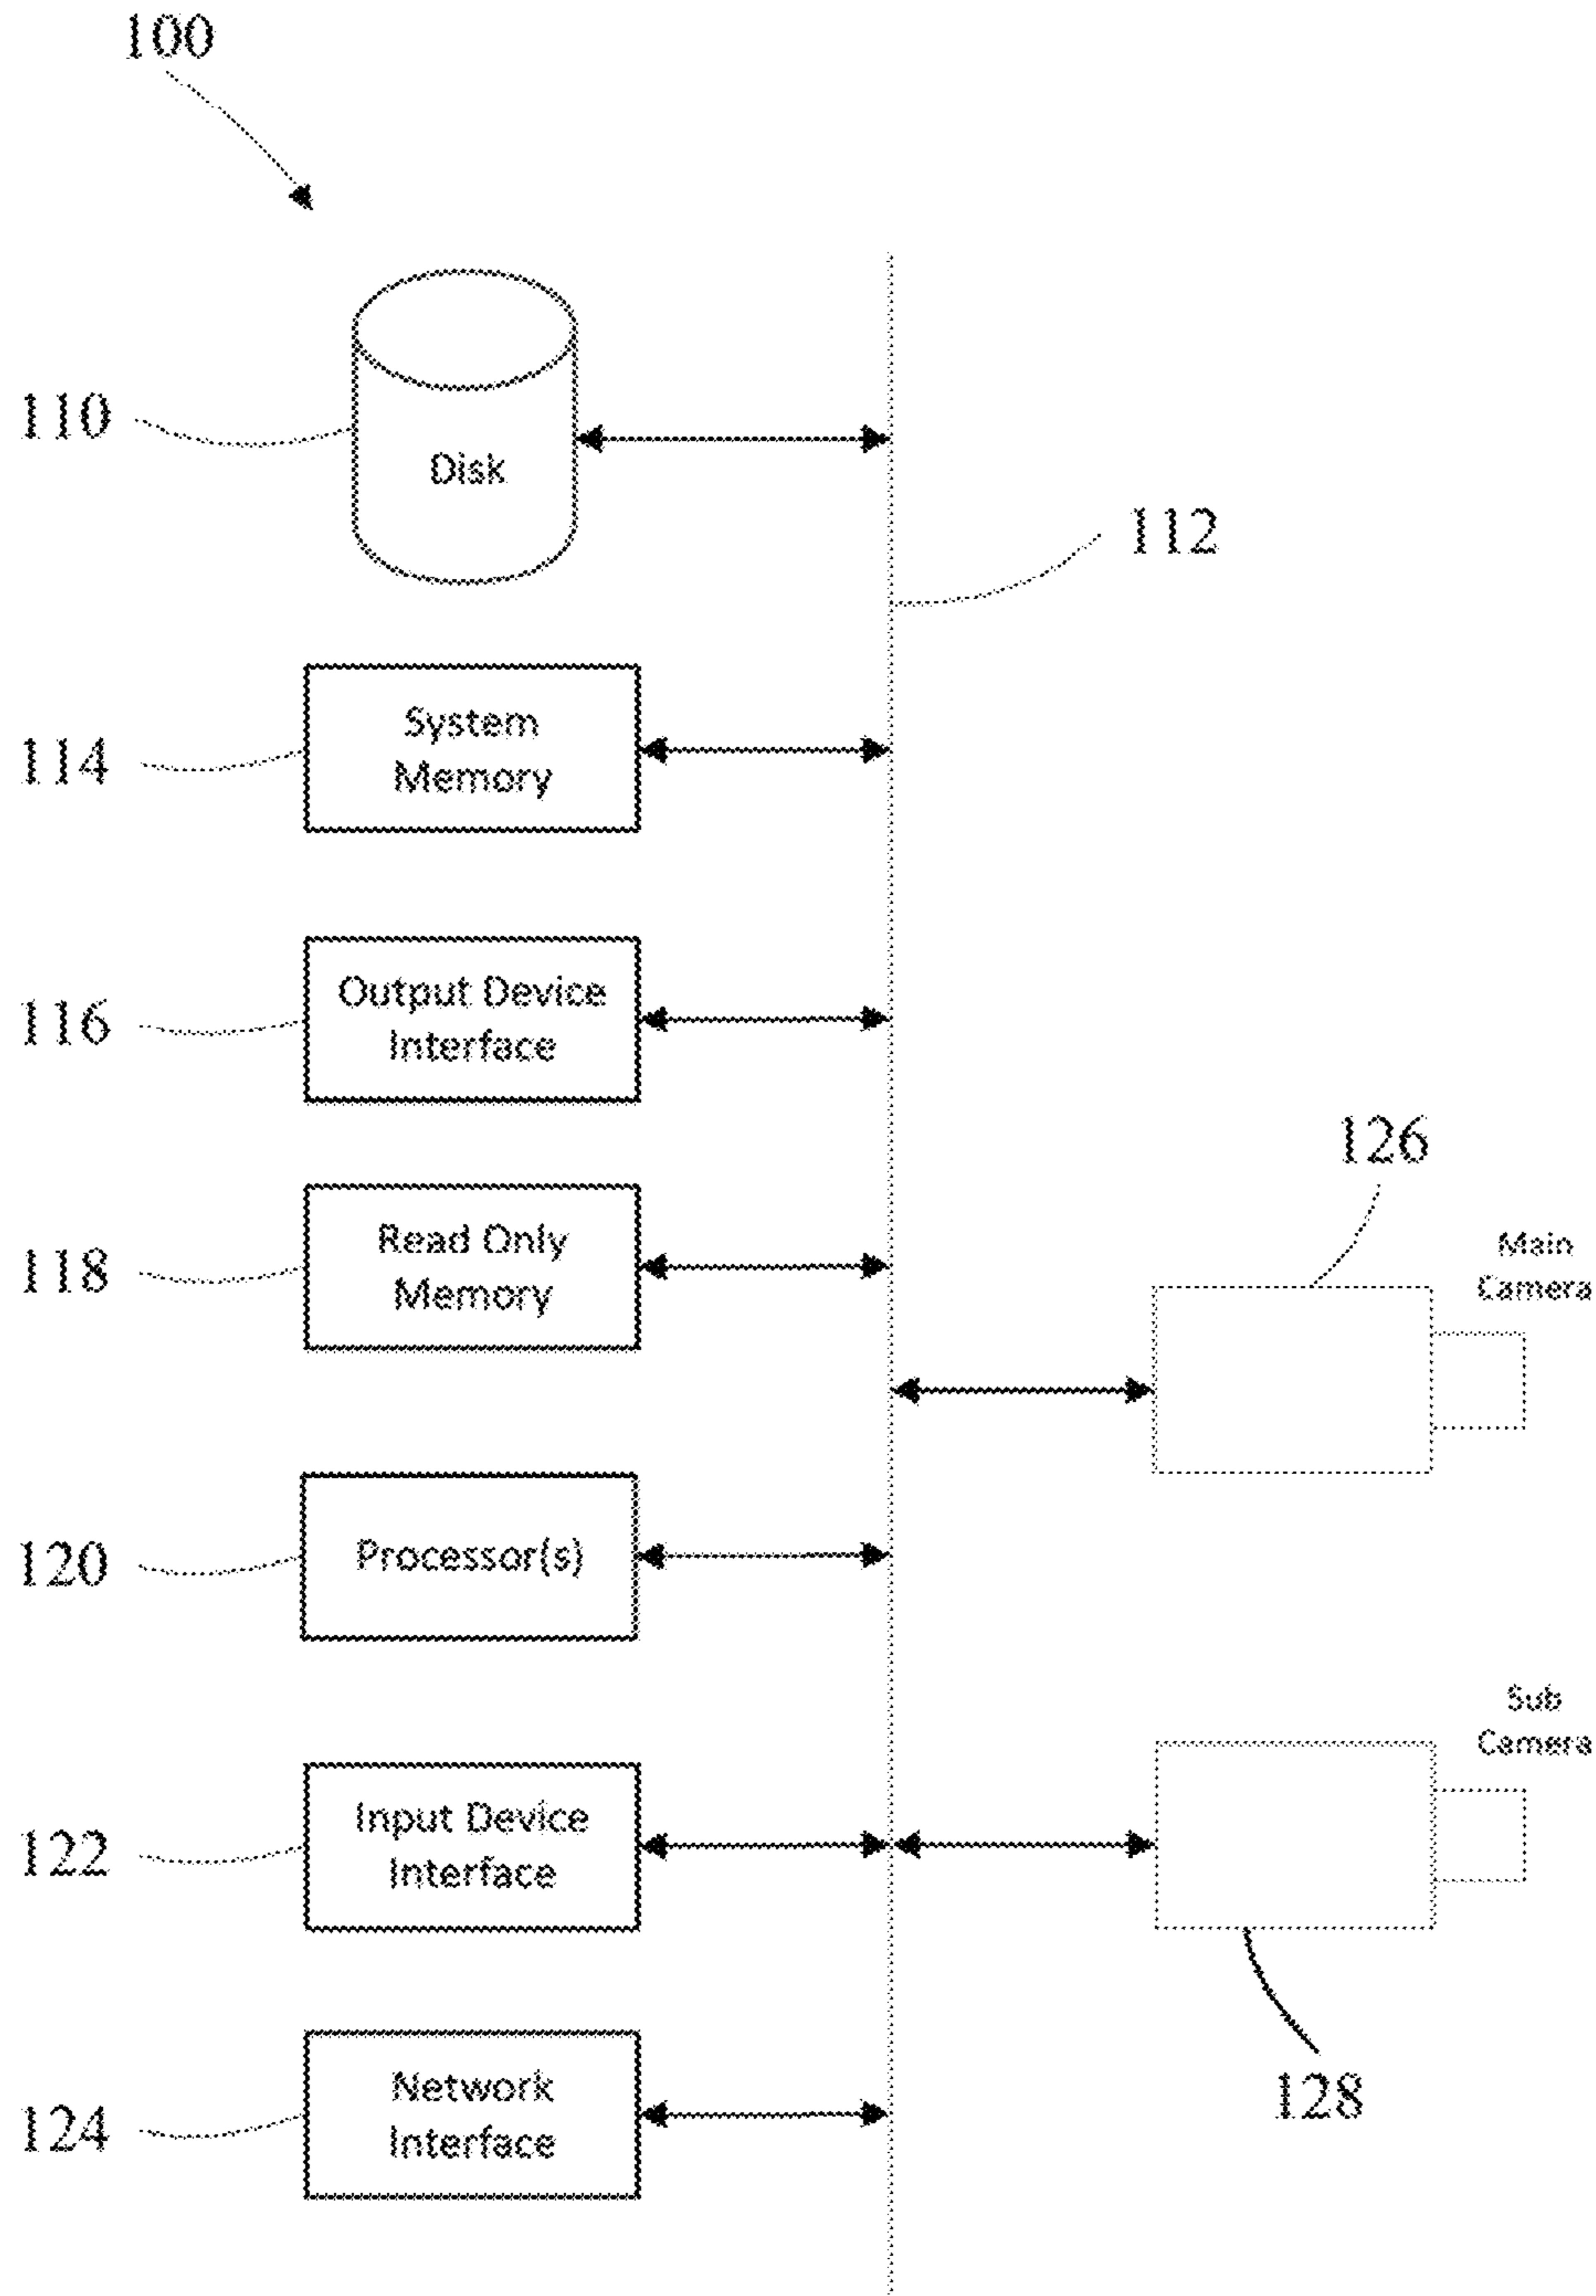 100
110
Disk
112
114
System
Memory
116
Output Device
Interface
126
118
Read Only
Memory
Main
Camera
120
Processor(s)
Sub
Camera
122
Input Device
Interface
128
124
Network
Interface